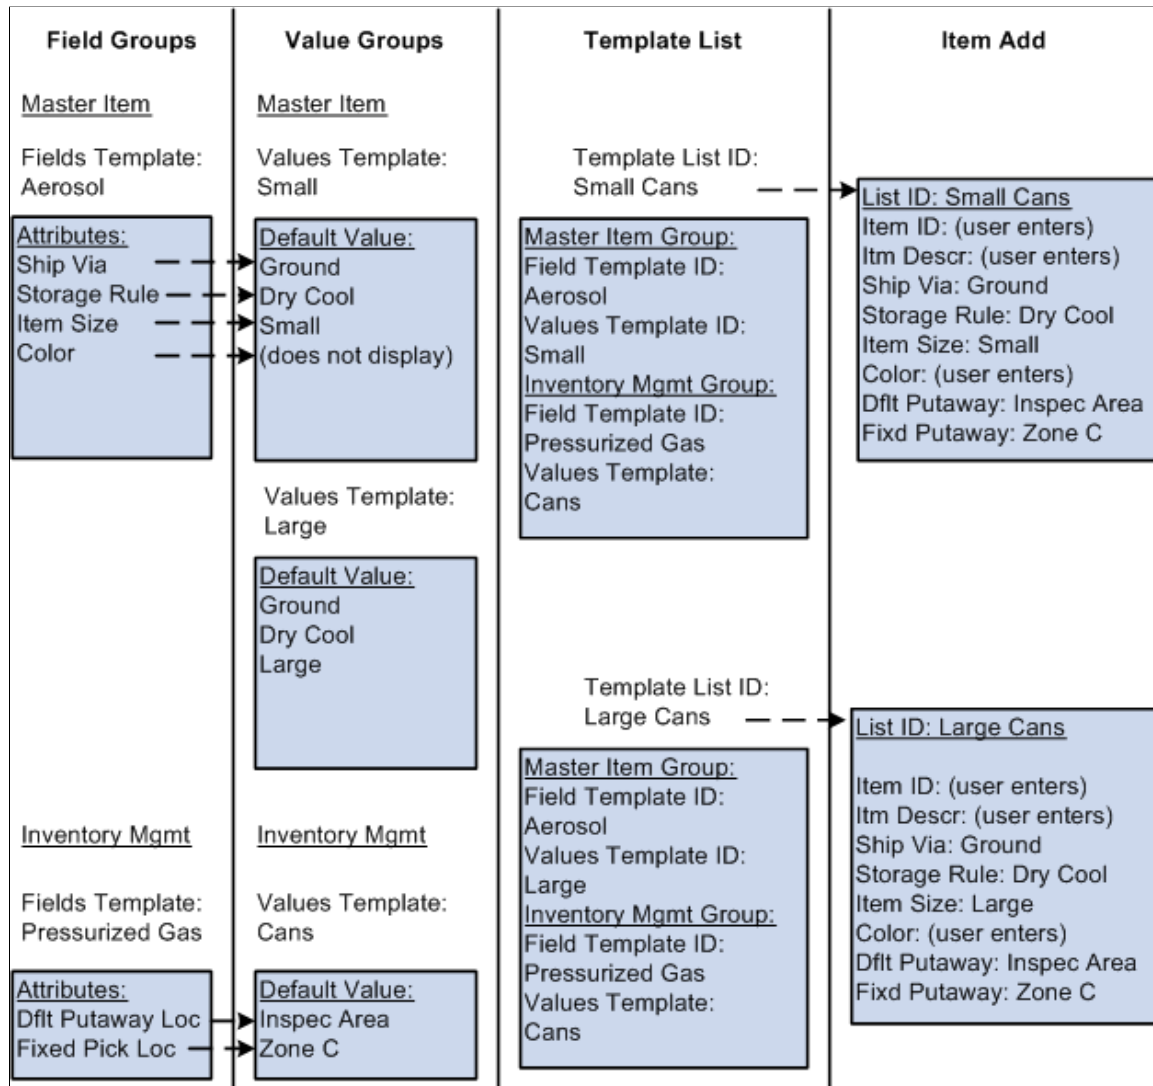 Field Groups
Value Groups
Template List
Item Add
Master Item
Fields Template:
Aerosol
Attributes:
Ship Via
Storage Rule
Item Size
Color
Inventory Mgmt
Fields Template:
Pressurized Gas
Attributes:
Dflt Putaway Loc
Fixed Pick Loc
Master Item
Values Template:
Small
Default Value:
Ground
Dry Cool
Small
(does not display)
Values Template:
Large
Default Value:
Ground
Dry Cool
Large
Inventory Mgmt
Values Template:
Cans
Default Value:
Inspec Area
Zone C
Template List ID:
Small Cans
Master Item Group:
Field Template ID:
Aerosol
Values Template ID:
Small
Inventory Mgmt Group:
Field Template ID:
Pressurized Gas
Values Template:
Cans
Template List ID:
Large Cans
Master Item Group:
Field Template ID:
Aerosol
Values Template ID:
Large
Inventory Mgmt Group:
Field Template ID:
Pressurized Gas
Values Template:
Cans
List ID: Small Cans
Item ID: (user enters)
Itm Descr: (user enters)
Ship Via: Ground
Storage Rule: Dry Cool
Item Size: Small
Color: (user enters)
Dflt Putaway: Inspec Area
Fixd Putaway: Zone C
List ID: Large Cans
Item ID: (user enters)
Itm Descr: (user enters)
Ship Via: Ground
Storage Rule: Dry Cool
Item Size: Large
Color: (user enters)
Dflt Putaway: Inspec Area
Fixd Putaway: Zone C